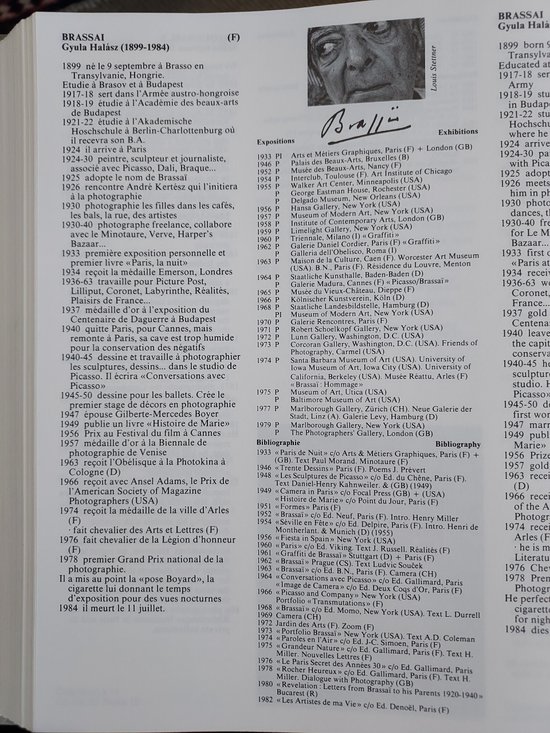 BRASSAI (F)
Gyula Halász (1899-1984)
1899 né le 9 septembre à Brasso en
Transylvanie, Hongrie.
Etudie à Brasov et à Budapest
1917-18 sert dans l'Armée austro-hongroise
1918-19 étudie à l'Académie des beaux-arts
de Budapest
1921-22 étudie à l'Akademische
Hoschschule à Berlin-Charlottenburg où
il recevra son B.A.
1924 il arrive à Paris
1924-30 peintre, sculpteur et journaliste,
associé avec Picasso, Dali, Braque...
1925 adopte le nom de Brassaï
1926 rencontre André Kertész qui l'initiera
à la photographie
1930 photographie les filles dans les cafés,
les bals, la rue, des artistes
1930-40 photographe freelance, collabore
avec le Minotaure, Verve, Harper's
Bazaar...
1933 première exposition personnelle et
premier livre «Paris, la nuit»
1934 reçoit la médaille Emerson, Londres
1936-63 travaille pour Picture Post,
Lilliput, Coronet, Labyrinthe, Réalités,
Plaisirs de France...
1937 médaille d'or à l'exposition du
Centenaire de Daguerre à Budapest
1940 quitte Paris, pour Cannes, mais
remonte à Paris, sa cave est trop humide
pour la conservation des négatifs
1940-45 dessine et travaille à photographier
les sculptures, dessins... dans le studio de
Picasso. Il écrira «Conversations avec
Picasso»
1945-50 dessine pour les ballets. Crée le
premier stage de décors en photographie
1947 épouse Gilberte-Mercedes Boyer
1949 publie un livre «Histoire de Marie»
1956 Prix au Festival du film à Cannes
1957 médaille d'or à la Biennale de
photographie de Venise
1963 reçoit l'Obélisque à la Photokina à
Cologne (D)
1966 reçoit avec Ansel Adams, le Prix de
l'American Society of Magazine
Photographers (USA)
1974 reçoit la médaille de la ville d'Arles
(F)
· fait chevalier des Arts et Lettres (F)
1976 fait chevalier de la Légion d'honneur
(F)
1978 premier Grand Prix national de la
photographie.
Il a mis au point la «pose Boyard», la
cigarette lui donnant le temps
d'exposition pour des vues nocturnes
1984 il meurt le 11 juillet.
Louis Stettner
Brassaï
Expositions Exhibitions
1933 PI Arts et Métiers Graphiques, Paris (F) + London (GB)
1946 P Palais des Beaux-Arts, Bruxelles (B)
1952 P Musée des Beaux-Arts, Nancy (F)
1954 P Interclub, Toulouse (F). Art Institute of Chicago
1955 P Walker Art Center, Minneapolis (USA)
P George Eastman House, Rochester (USA)
P Delgado Museum, New Orleans (USA)
1956 P Hansa Gallery, New York (USA)
1957 P Museum of Modern Art, New York (USA)
1958 P Institute of Contemporary Arts, London (GB)
1959 P Limelight Gallery, New York (USA)
1960 P Triennale, Milano (I) «Graffiti»
1962 P Galerie Daniel Cordier, Paris (F) «Graffiti»
P Galleria dell'Obelisco, Roma (I)
1963 P Maison de la Culture, Caen (F). Worcester Art Museum
(USA). B.N., Paris (F). Résidence du Louvre, Menton
1964 P Staatliche Kunsthalle, Baden-Baden (D)
P Galerie Madura, Cannes (F) «Picasso/Brassaï»
1965 P Musée du Vieux-Château, Dieppe (F)
1966 P Kölnischer Kunstverein, Köln (D)
1968 P Staatliche Landesbildstelle, Hamburg (D)
PI Museum of Modern Art, New York (USA)
1970 P Galerie Rencontres, Paris (F)
1971 P Robert Schoelkopf Gallery, New York (USA)
1972 P Lunn Gallery, Washington, D.C. (USA)
1973 P Corcoran Gallery, Washington, D.C. (USA). Friends of
Photography, Carmel (USA)
1974 P Santa Barbara Museum of Art (USA). University of
Iowa Museum of Art, Iowa City (USA). University of
California, Berkeley (USA). Musée Réattu, Arles (F)
«Brassaï : Hommage»
1975 P Museum of Art, Utica (USA)
P Baltimore Museum of Art (USA)
1977 P Marlborough Gallery, Zürich (CH). Neue Galerie der
Stadt, Linz (A). Galerie Levy, Hamburg (D)
1979 P Marlborough Gallery, New York (USA)
P The Photographers' Gallery, London (GB)
Bibliographie Bibliography
1933 «Paris de Nuit» c/o Arts & Métiers Graphiques, Paris (F) +
(GB). Text Paul Morand. Minotaure (F)
1946 «Trente Dessins» Paris (F). Poems J. Prévert
1948 «Les Sculptures de Picasso» c/o Ed. du Chêne, Paris (F).
Text Daniel-Henry Kahnweiler. & (GB) (1949)
1949 «Camera in Paris» c/o Focal Press (GB) + (USA)
«Histoire de Marie» c/o Point du Jour, Paris (F)
1951 «Formes» Paris (F)
1952 «Brassaï» c/o Ed. Neuf, Paris (F). Intro. Henry Miller
1954 «Séville en Fête» c/o Ed. Delpire, Paris (F). Intro. Henri de
Montherlant. & Munich (D) (1955)
1956 «Fiesta in Spain» New York (USA)
1960 «Paris» c/o Ed. Viking. Text J. Russell. Réalités (F)
1961 «Graffiti de Brassaï» Stuttgart (D) + Paris (F)
1962 «Brassaï» Prague (CS). Text Ludvic Souček
1963 «Brassaï» c/o Ed. B.N., Paris (F). Camera (CH)
1964 «Conversations avec Picasso» c/o Ed. Gallimard, Paris
«Image de Camera» c/o Ed. Deux Coqs d'Or, Paris (F)
1966 «Picasso and Company» New York (USA)
Portfolio «Transmutations» (F)
1968 «Brassaï» c/o Ed. Momo, New York (USA). Text L. Durrell
1969 Camera (CH)
1972 Jardin des Arts (F). Zoom (F)
1973 «Portfolio Brassaï» New York (USA). Text A.D. Coleman
1974 «Paroles en l'Air» c/o Ed. J-C. Simoen, Paris (F)
1975 «Grandeur Nature» c/o Ed. Gallimard, Paris (F). Text H.
Miller. Nouvelles Lettres (F)
1976 «Le Paris Secret des Années 30» c/o Ed. Gallimard, Paris
1978 «Rocher Heureux» c/o Ed. Gallimard, Paris (F). Text H.
Miller. Dialogue with Photography (GB)
1980 «Revelation : Letters from Brassaï to his Parents 1920-1940»
Bucarest (R)
1982 «Les Artistes de ma Vie» c/o Ed. Denoël, Paris (F)
BRASSAI
Gyula Halá
1899 born 9
Transylvania
Educated at
1917-18 ser
Army
1918-19 stu
in Budap
1921-22 stu
Hochschu
where he
1924 arrive
1924-30 pa
with Pica
1925 adopt
1926 meets
him in ph
1930 photo
dances, th
1930-40 fre
for Le M
Bazaar...
1933 first o
«Paris at
1934 receiv
1936-63 w
Coronet,
France...
1937 gold
Centenar
1940 leave
the capit
conserva
1940-45 he
sculptu
studio. H
Picasso»
1945-50 d
first wor
1947 marr
1949 publ
Marie»
1956 Prize
1957 gold
1963 recei
(D)
1966 recei
of the A
Photogr
1974 recei
Arles (F
· he is m
Literatu
1976 Chev
1978 Prem
Photogr
He perfect
cigarette
for nigh
1984 dies